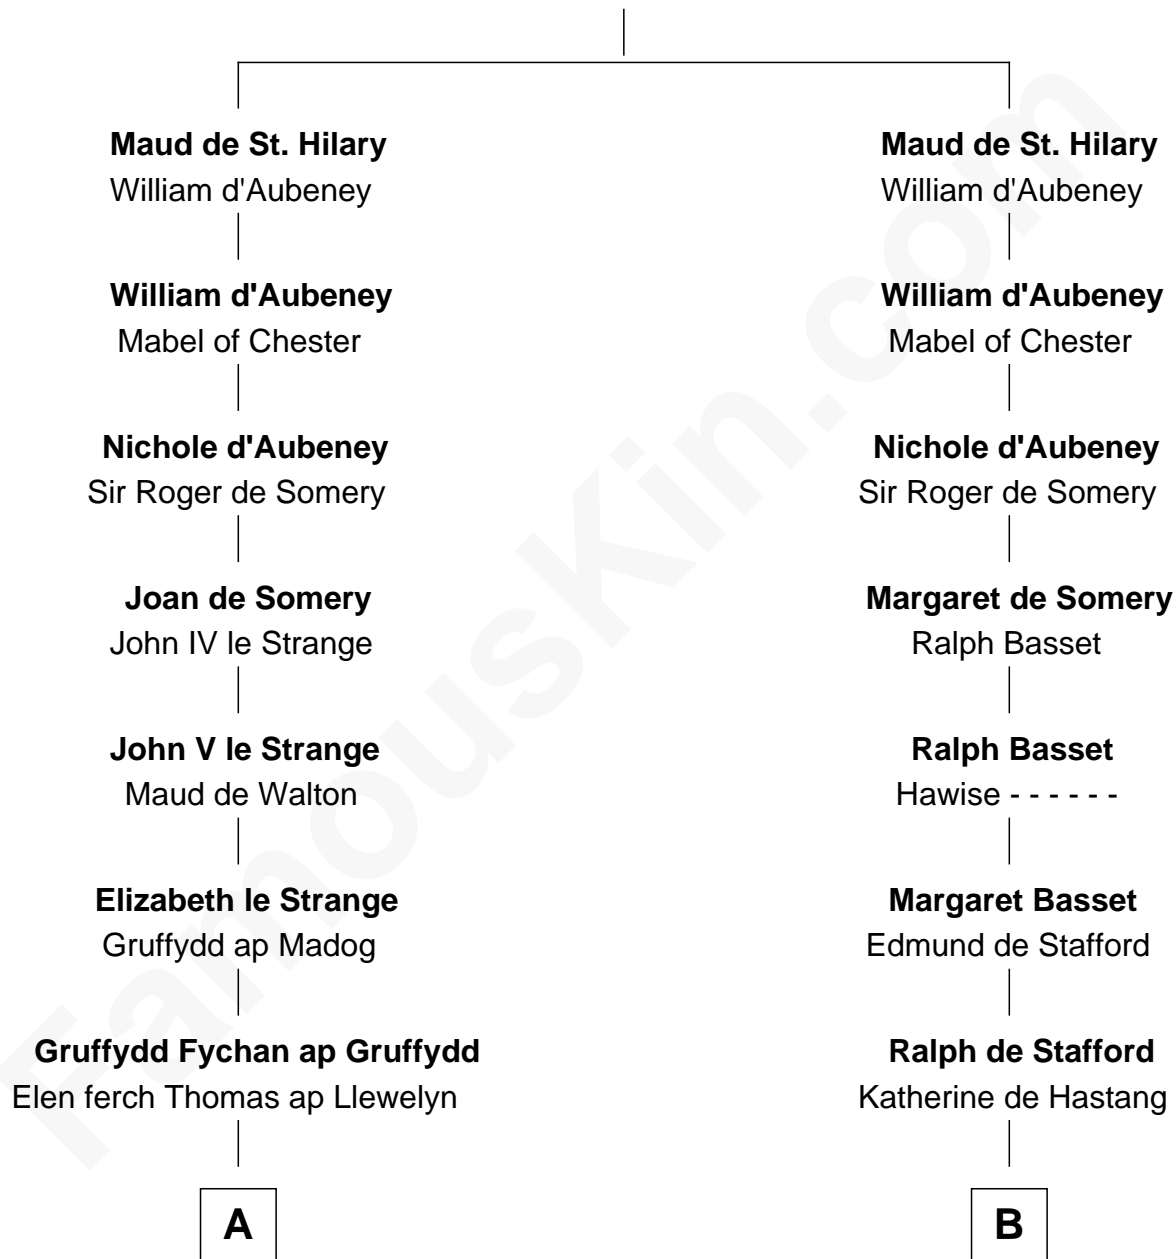 Maud de St. Hilary
William d'Aubeney
William d'Aubeney
Mabel of Chester
Nichole d'Aubeney
Sir Roger de Somery
Joan de Somery
John IV le Strange
John V le Strange
Maud de Walton
Elizabeth le Strange
Gruffydd ap Madog
Gruffydd Fychan ap Gruffydd
Elen ferch Thomas ap Llewelyn
A
Maud de St. Hilary
William d'Aubeney
William d'Aubeney
Mabel of Chester
Nichole d'Aubeney
Sir Roger de Somery
Margaret de Somery
Ralph Basset
Ralph Basset
Hawise - - - - - -
Margaret Basset
Edmund de Stafford
Ralph de Stafford
Katherine de Hastang
B
FamousKin.com